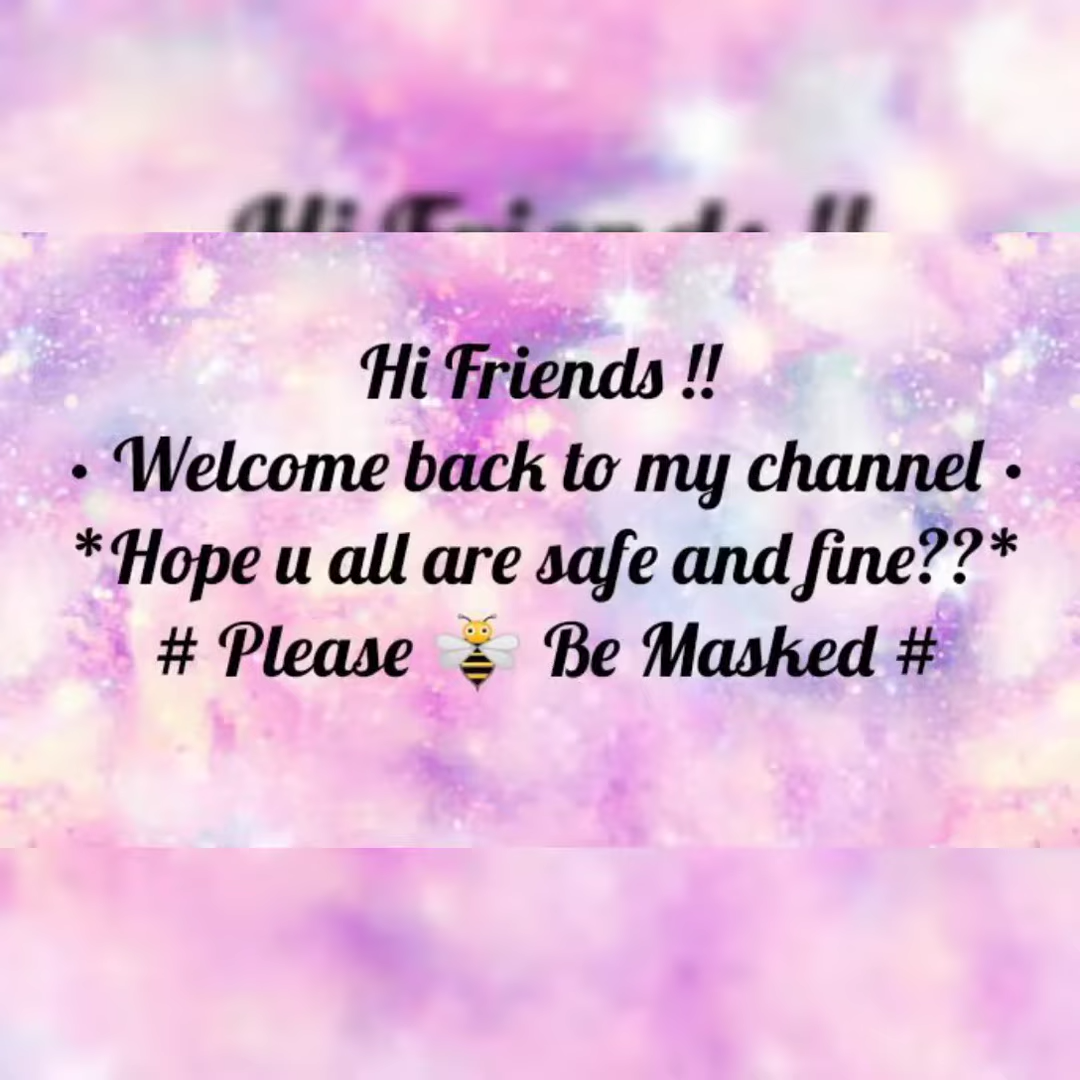 Hi Friends !!
• Welcome back to my channel •
*Hope u all are safe and fine??*
# Please 🐝 Be Masked #